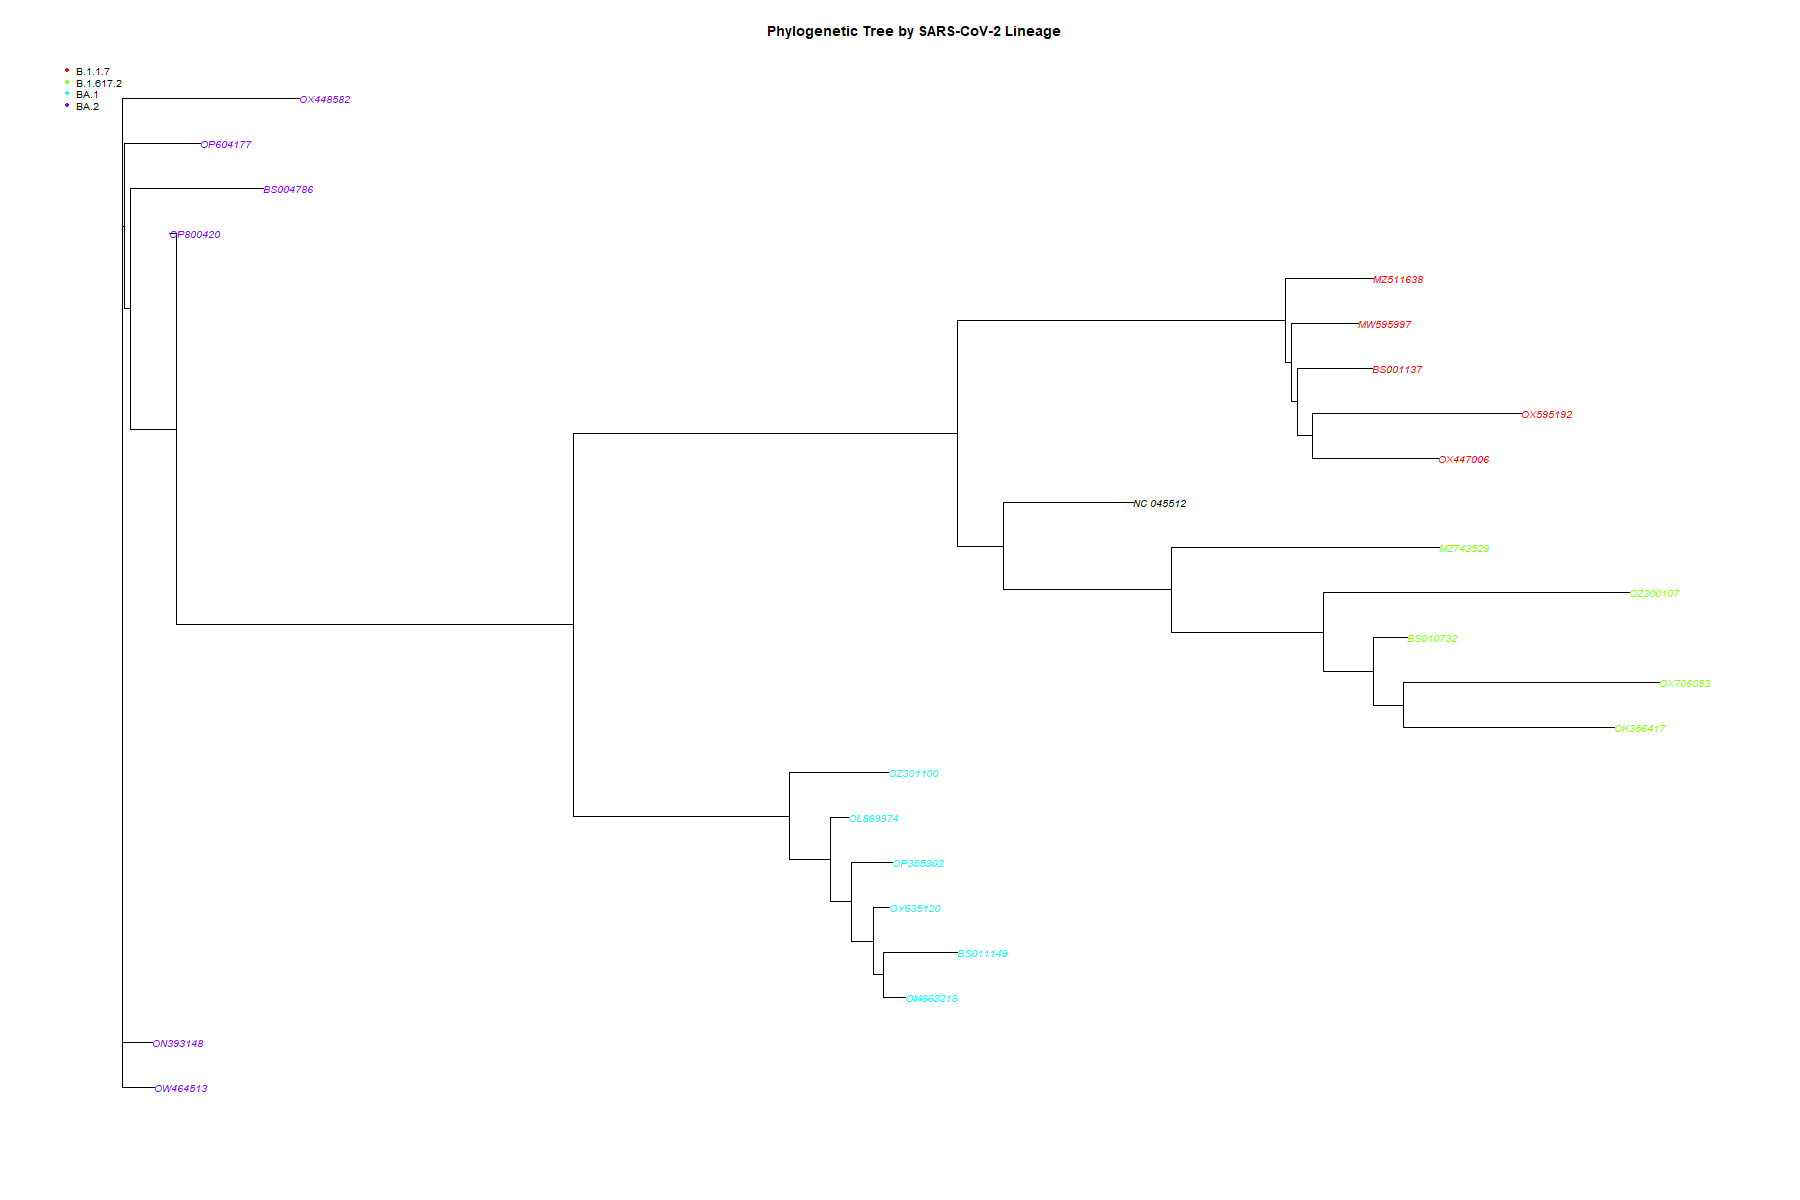 Phylogenetic Tree by SARS-CoV-2 Lineage
B.1.1.7
B.1.617.2
BA.1
BA.2
OX448582
OP604177
BS004786
OP800420
MZ511638
MW595997
BS001137
OX595192
OX447006
NC 045512
MZ743529
OZ300107
BS010732
OX706053
OK356417
OZ301100
OL869974
OP355302
OY635120
BS011149
OM663218
ON393148
OW464513